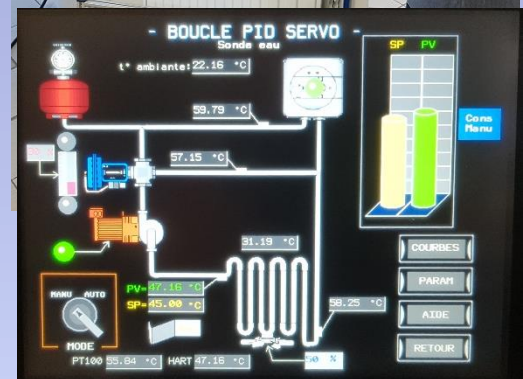 - BOUCLE PID SERVO -
Sonde eau
SP PV
t° ambiante: 22.16 °C
59.79 °C
Cons
Manu
57.15 °C
31.19 °C
COURBES
PV= 47.16 °C
SP= 45.00 °C
58.25 °C
PARAM
MANU AUTO
AIDE
MODE
RETOUR
PT100 55.84 °C HART 47.16 °C
50 %